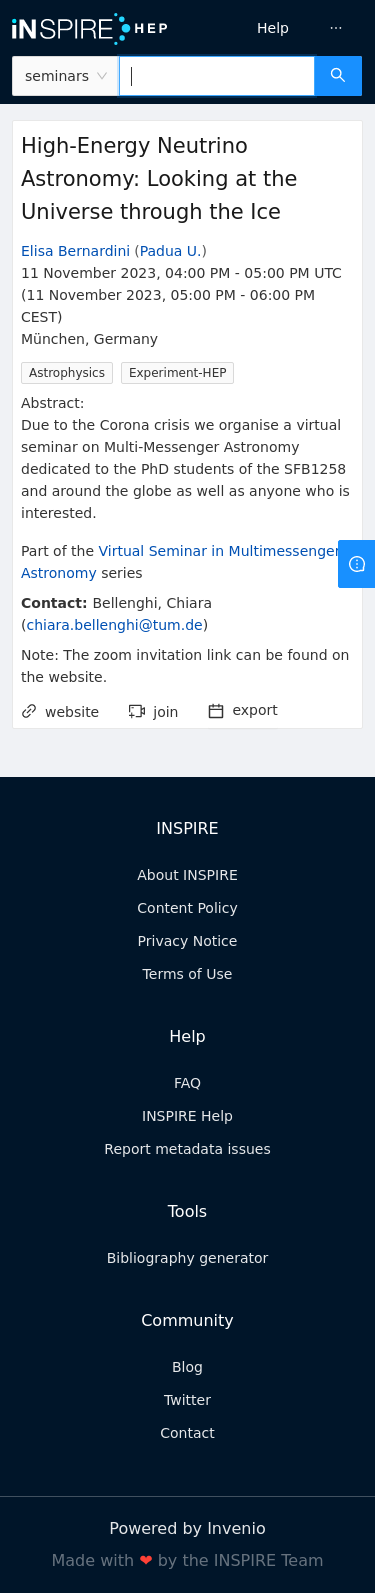 iNSPIRE HEP
Help
···
seminars
High-Energy Neutrino
Astronomy: Looking at the
Universe through the Ice
Elisa Bernardini (Padua U.)
11 November 2023, 04:00 PM - 05:00 PM UTC
(11 November 2023, 05:00 PM - 06:00 PM
CEST)
München, Germany
Astrophysics Experiment-HEP
Abstract:
Due to the Corona crisis we organise a virtual
seminar on Multi-Messenger Astronomy
dedicated to the PhD students of the SFB1258
and around the globe as well as anyone who is
interested.
Part of the Virtual Seminar in Multimessenger
Astronomy series
Contact: Bellenghi, Chiara
(chiara.bellenghi@tum.de)
Note: The zoom invitation link can be found on
the website.
website join export
INSPIRE
About INSPIRE
Content Policy
Privacy Notice
Terms of Use
Help
FAQ
INSPIRE Help
Report metadata issues
Tools
Bibliography generator
Community
Blog
Twitter
Contact
Powered by Invenio
Made with ❤ by the INSPIRE Team